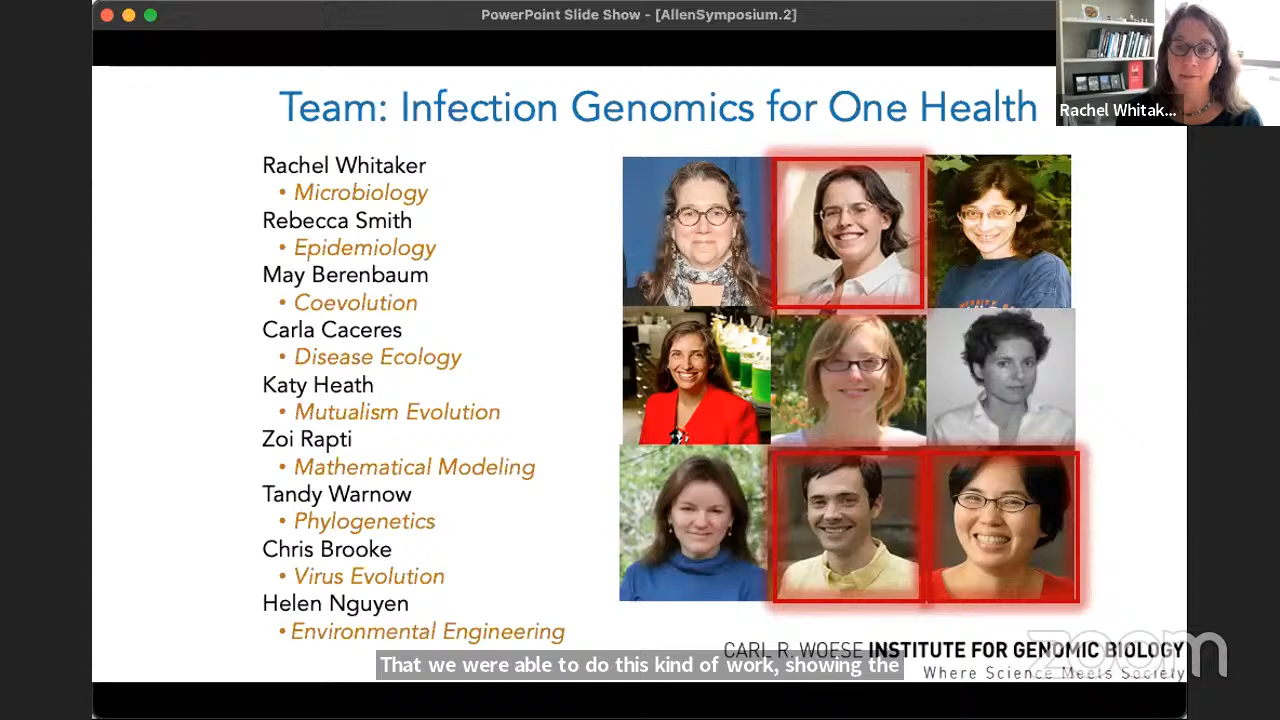 PowerPoint Slide Show - [AllenSymposium.2]
Rachel Whitak...
Team: Infection Genomics for One Health
Rachel Whitaker
• Microbiology
Rebecca Smith
• Epidemiology
May Berenbaum
• Coevolution
Carla Caceres
• Disease Ecology
Katy Heath
• Mutualism Evolution
Zoi Rapti
• Mathematical Modeling
Tandy Warnow
• Phylogenetics
Chris Brooke
• Virus Evolution
Helen Nguyen
• Environmental Engineering
CARL R. WOESE INSTITUTE FOR GENOMIC BIOLOGY
Where Science Meets Society
zoom
That we were able to do this kind of work, showing the